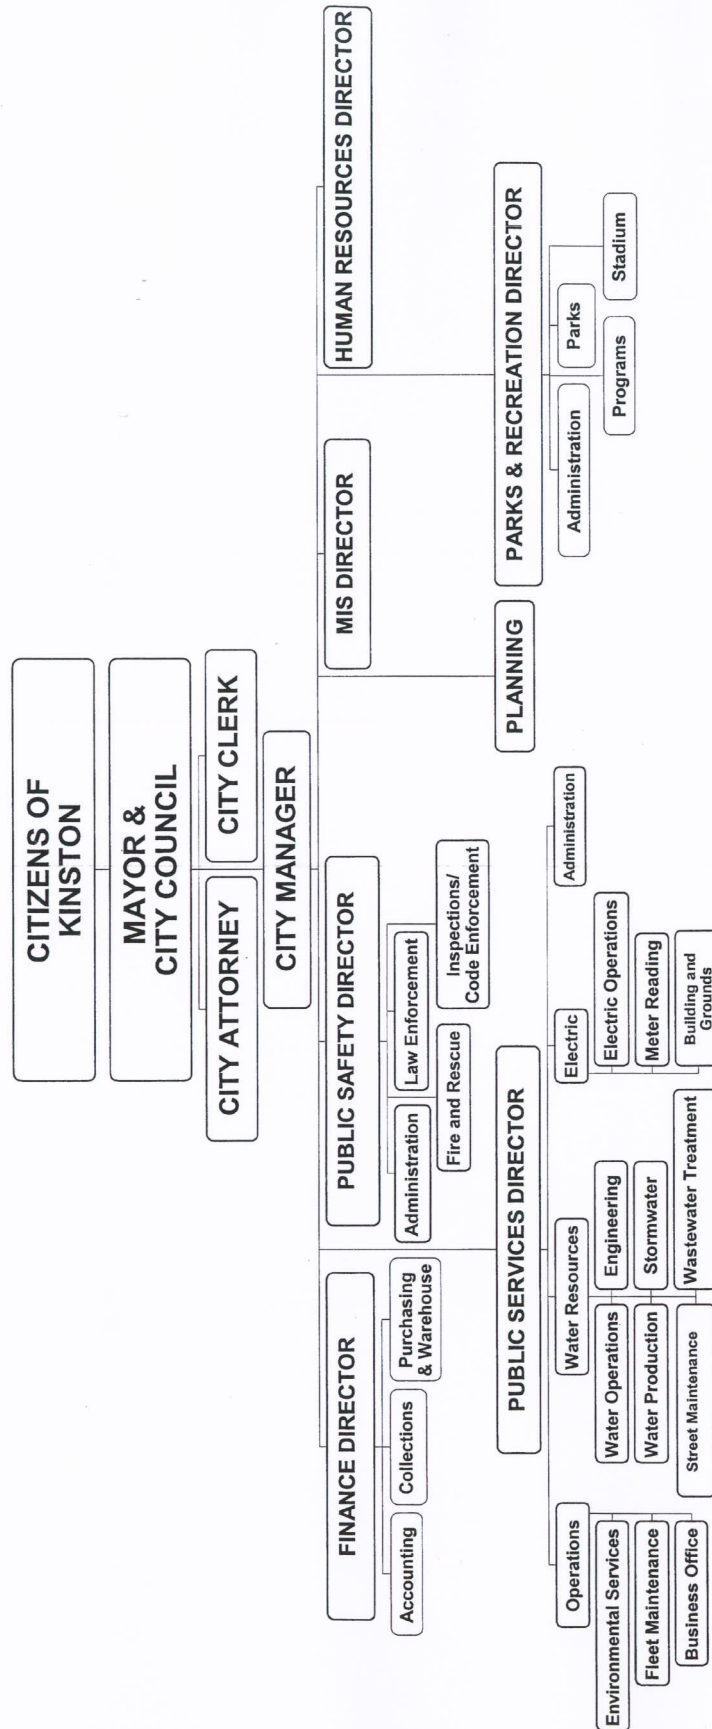 CITIZENS OF
KINSTON
MAYOR &
CITY COUNCIL
CITY ATTORNEY
CITY CLERK
CITY MANAGER
FINANCE DIRECTOR
PUBLIC SAFETY DIRECTOR
MIS DIRECTOR
HUMAN RESOURCES DIRECTOR
Accounting
Collections
Purchasing
& Warehouse
Administration
Law Enforcement
Fire and Rescue
Inspections/
Code Enforcement
PUBLIC SERVICES DIRECTOR
PLANNING
PARKS & RECREATION DIRECTOR
Operations
Environmental Services
Fleet Maintenance
Business Office
Water Resources
Water Operations
Engineering
Water Production
Stormwater
Street Maintenance
Wastewater Treatment
Electric
Electric Operations
Meter Reading
Building and
Grounds
Administration
Administration
Parks
Programs
Stadium